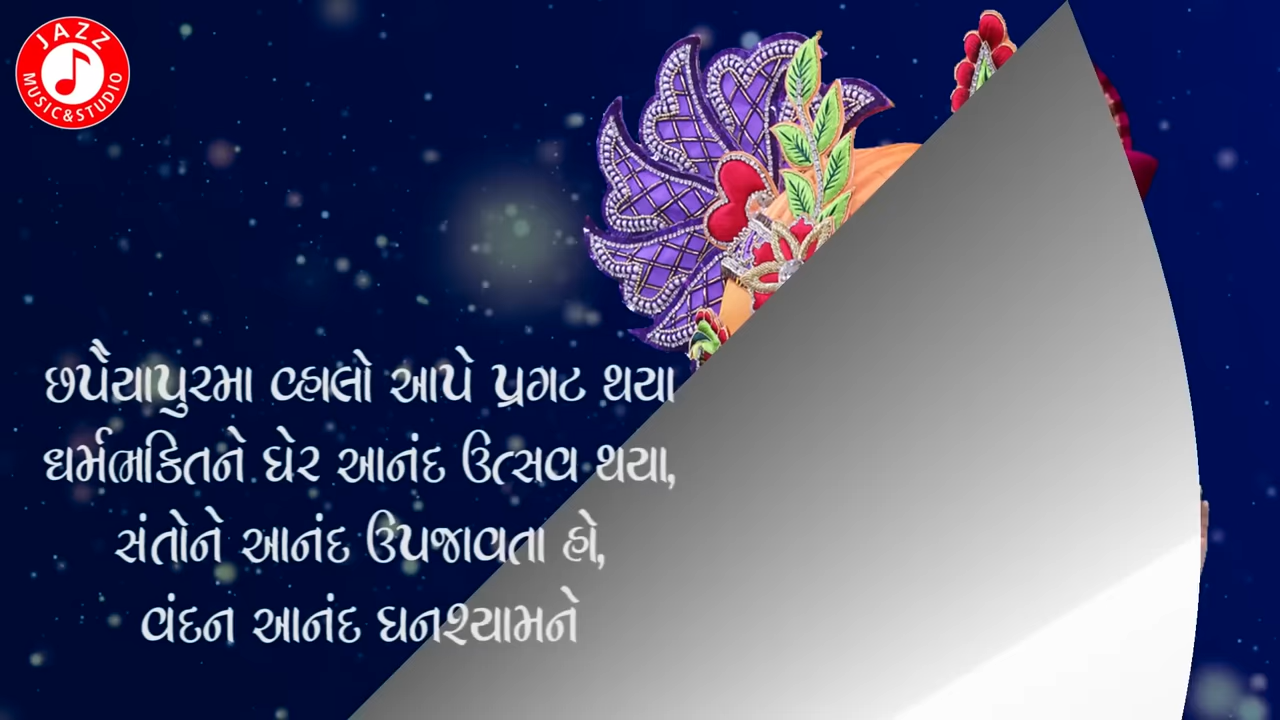 JAZZ
MUSIC&STUDIO
છપૈયાપુરમા વ્હાલો આપે પ્રગટ થયા
ધર્મભકિતને ઘેર આનંદ ઉત્સવ થયા,
સંતોને આનંદ ઉપજાવતા હો,
વંદન આનંદ ઘનશ્યામને